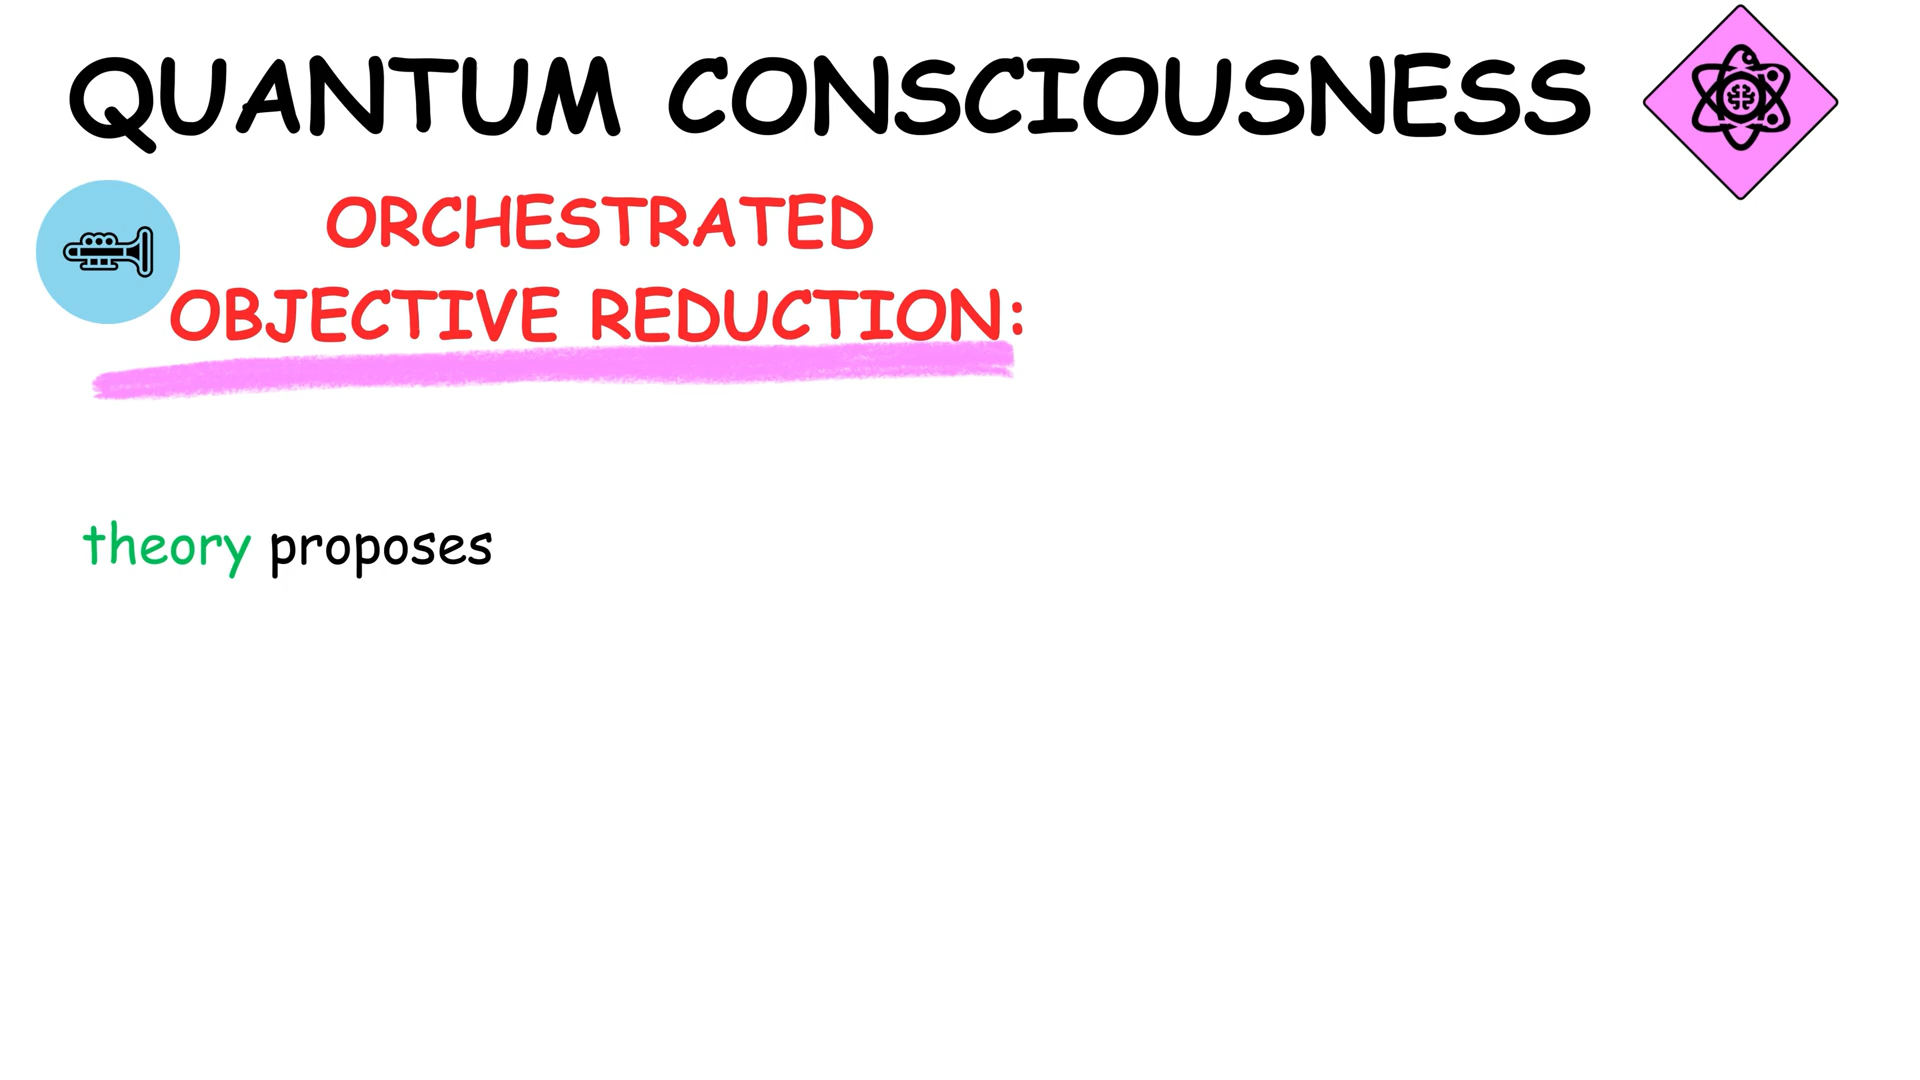 QUANTUM CONSCIOUSNESS
ORCHESTRATED
OBJECTIVE REDUCTION:
theory proposes